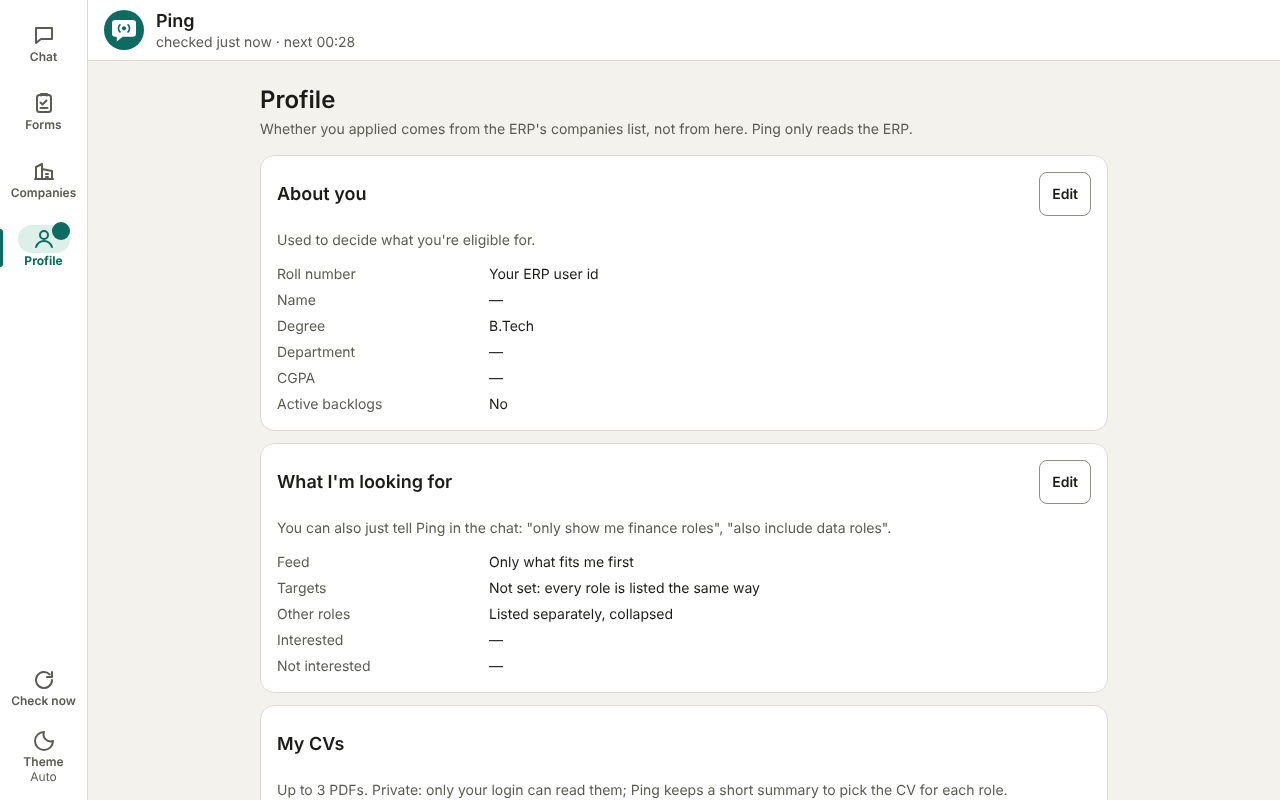 Ping
checked just now · next 00:28
Chat
Forms
Companies
Profile
Check now
Theme
Auto
Profile
Whether you applied comes from the ERP's companies list, not from here. Ping only reads the ERP.
About you
Edit
Used to decide what you're eligible for.
Roll number Your ERP user id
Name —
Degree B.Tech
Department —
CGPA —
Active backlogs No
What I'm looking for
Edit
You can also just tell Ping in the chat: "only show me finance roles", "also include data roles".
Feed Only what fits me first
Targets Not set: every role is listed the same way
Other roles Listed separately, collapsed
Interested —
Not interested —
My CVs
Up to 3 PDFs. Private: only your login can read them; Ping keeps a short summary to pick the CV for each role.